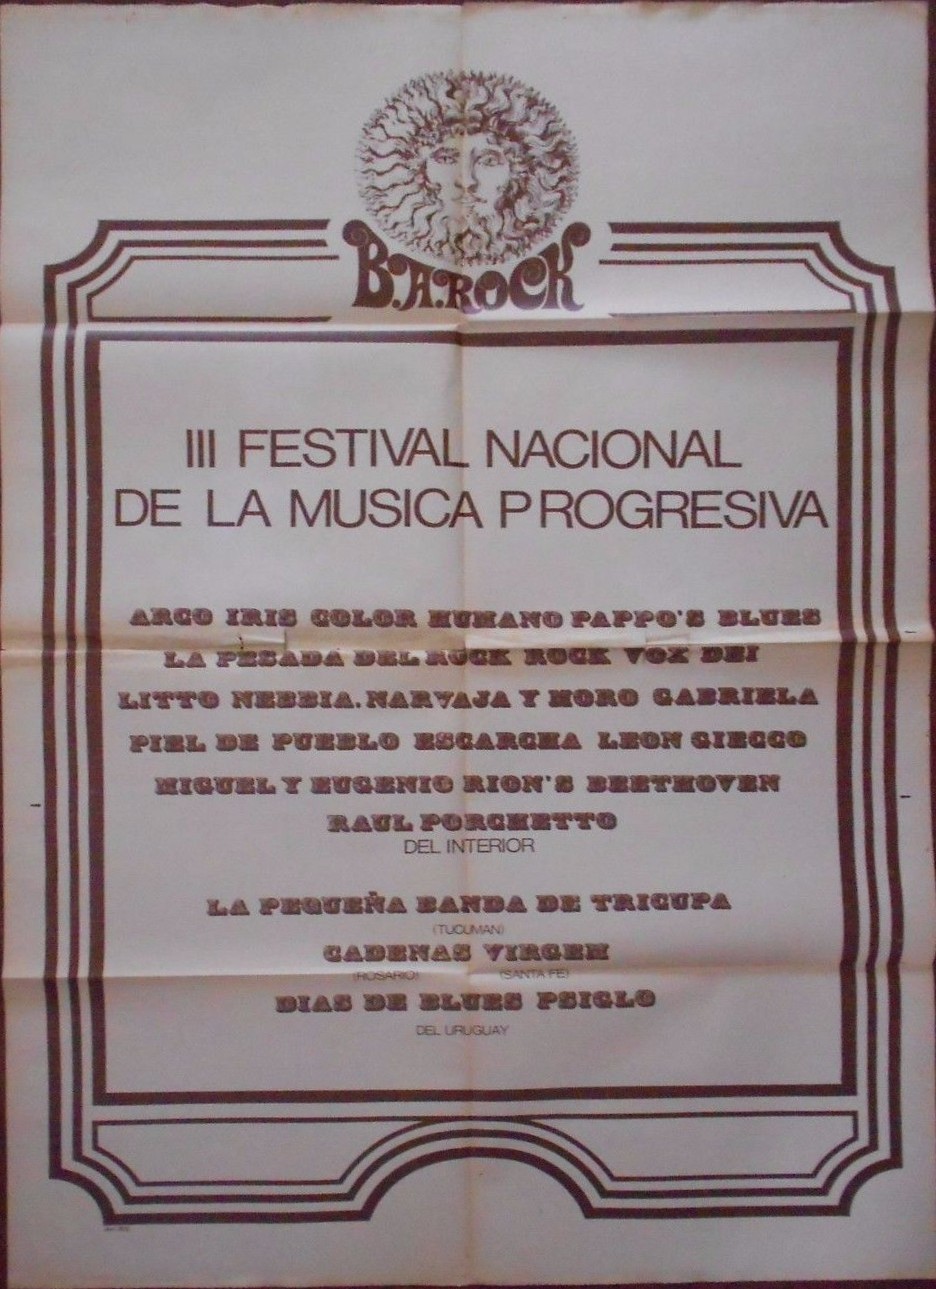 B.A.ROCK
III FESTIVAL NACIONAL
DE LA MUSICA PROGRESIVA
ARCO IRIS COLOR HUMANO PAPPO'S BLUES
LA PESADA DEL ROCK ROCK VOX DEI
LITTO NEBBIA. NARVAJA Y MORO GABRIELA
PIEL DE PUEBLO ESCARCHA LEON GIECCO
MIGUEL Y EUGENIO RION'S BEETHOVEN
RAUL PORCHETTO
DEL INTERIOR
LA PEQUEÑA BANDA DE TRICUPA
(TUCUMAN)
CADENAS VIRGEM
(ROSARIO) (SANTA FE)
DIAS DE BLUES PSIGLO
DEL URUGUAY